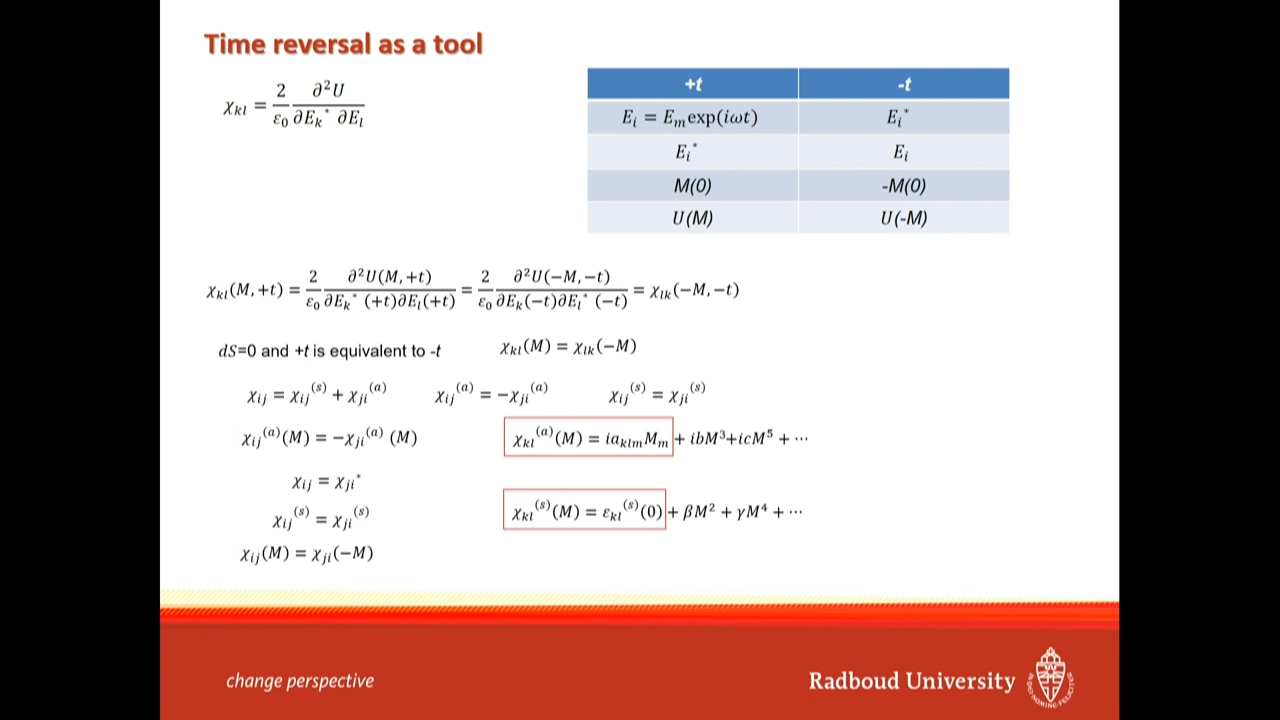 Time reversal as a tool
χ_kl = 2/ε₀ ∂²U/∂E_k* ∂E_l
+t -t
E_i = E_m exp(iωt) E_i*
E_i* E_i
M(0) -M(0)
U(M) U(-M)
χ_kl(M, +t) = 2/ε₀ ∂²U(M, +t)/∂E_k*(+t)∂E_l(+t) = 2/ε₀ ∂²U(−M, −t)/∂E_k(−t)∂E_l*(−t) = χ_lk(−M, −t)
dS=0 and +t is equivalent to -t χ_kl(M) = χ_lk(−M)
χ_ij = χ_ij^(s) + χ_ji^(a) χ_ij^(a) = −χ_ji^(a) χ_ij^(s) = χ_ji^(s)
χ_ij^(a)(M) = −χ_ji^(a) (M) χ_kl^(a)(M) = ia_klm M_m + ibM³+icM⁵ + ⋯
χ_ij = χ_ji*
χ_ij^(s) = χ_ji^(s) χ_kl^(s)(M) = ε_kl^(s)(0) + βM² + γM⁴ + ⋯
χ_ij(M) = χ_ji(−M)
change perspective
Radboud University